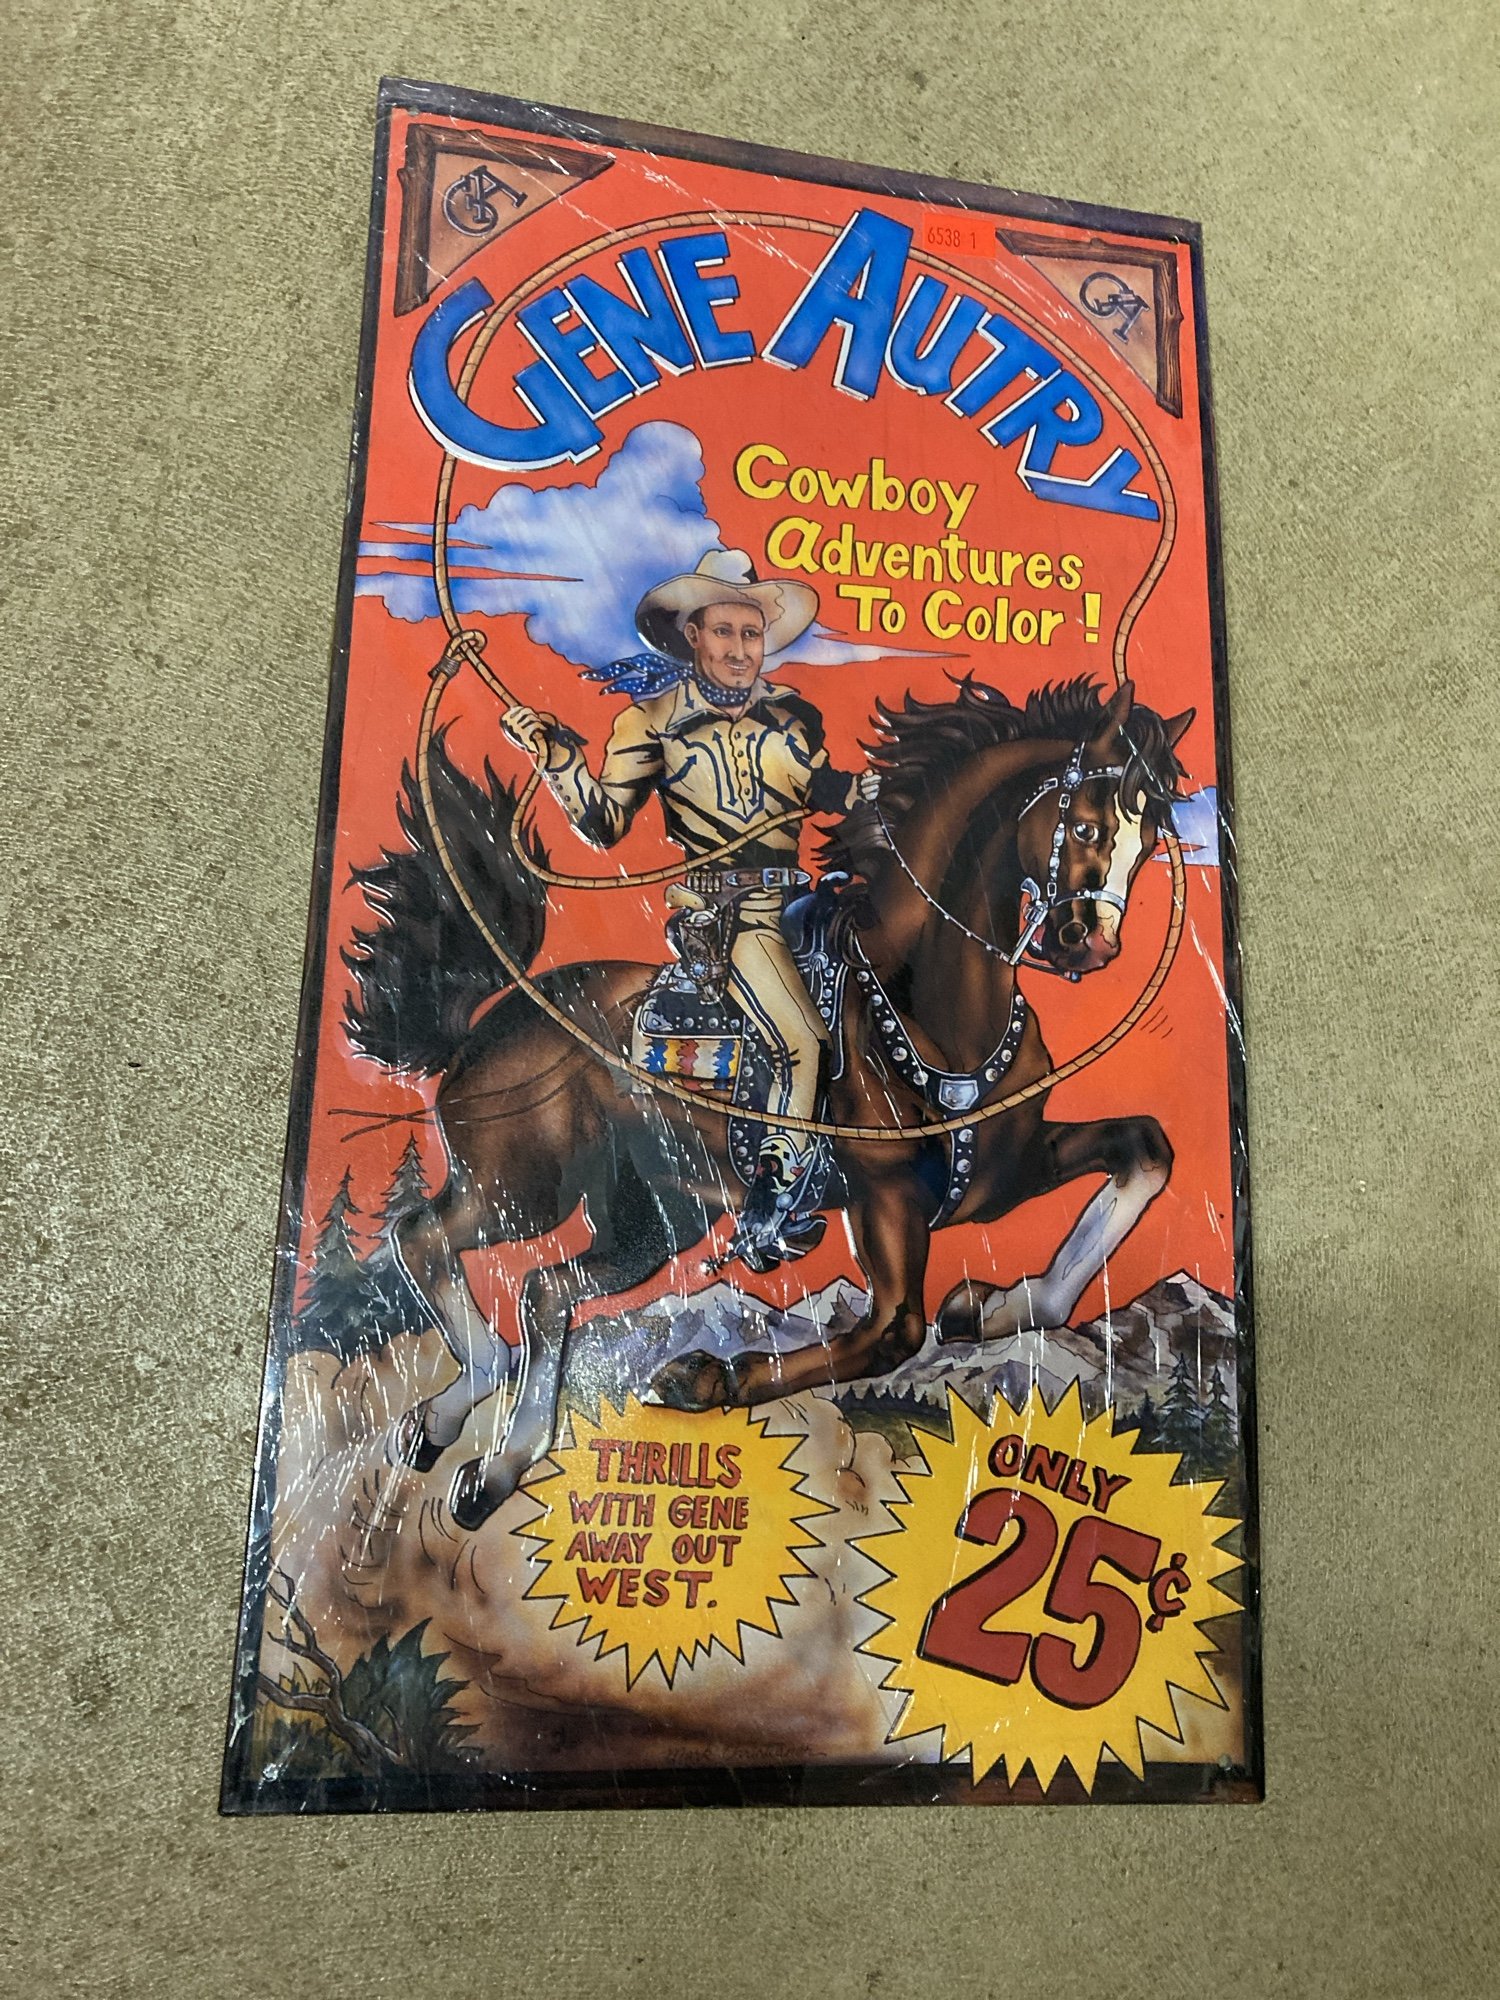 GA
6538 1
GA
GENE AUTRY
Cowboy
adventures
To Color!
THRILLS
WITH GENE
AWAY OUT
WEST.
ONLY
25¢